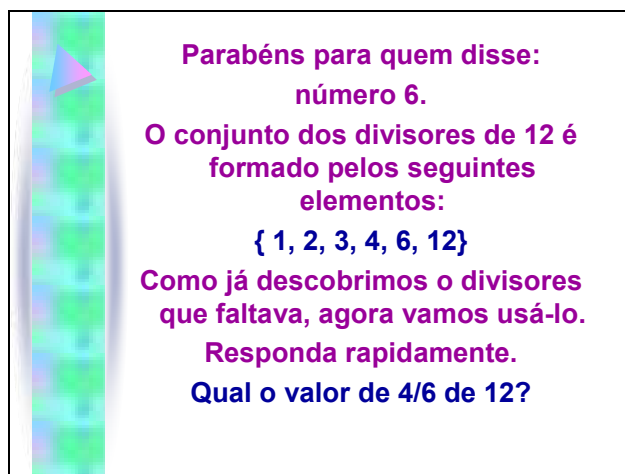 Parabéns para quem disse:
número 6.
O conjunto dos divisores de 12 é
formado pelos seguintes
elementos:
{ 1, 2, 3, 4, 6, 12}
Como já descobrimos o divisores
que faltava, agora vamos usá-lo.
Responda rapidamente.
Qual o valor de 4/6 de 12?